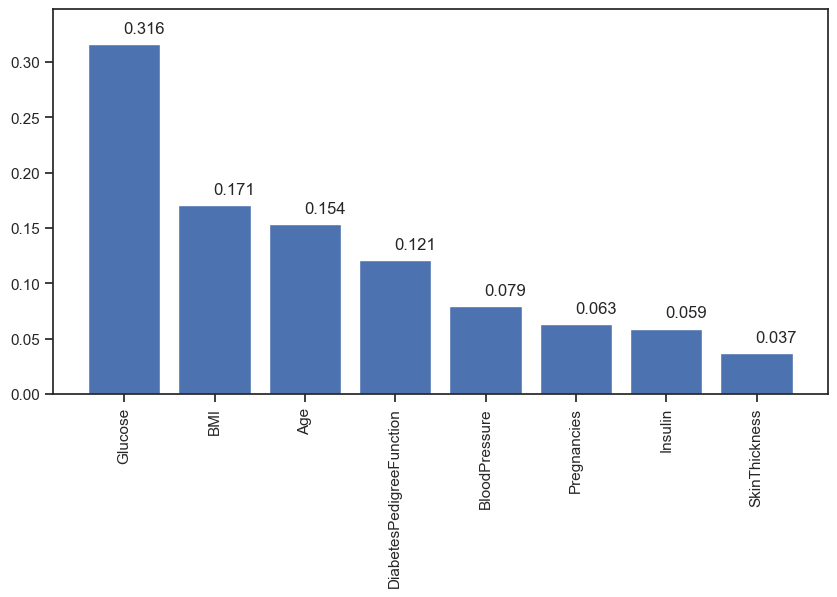 0.316
0.30
0.25
0.20
0.171
0.154
0.15
0.121
0.10
0.079
0.063
0.059
0.05
0.037
0.00
Glucose
BMI
Age
DiabetesPedigreeFunction
BloodPressure
Pregnancies
Insulin
SkinThickness